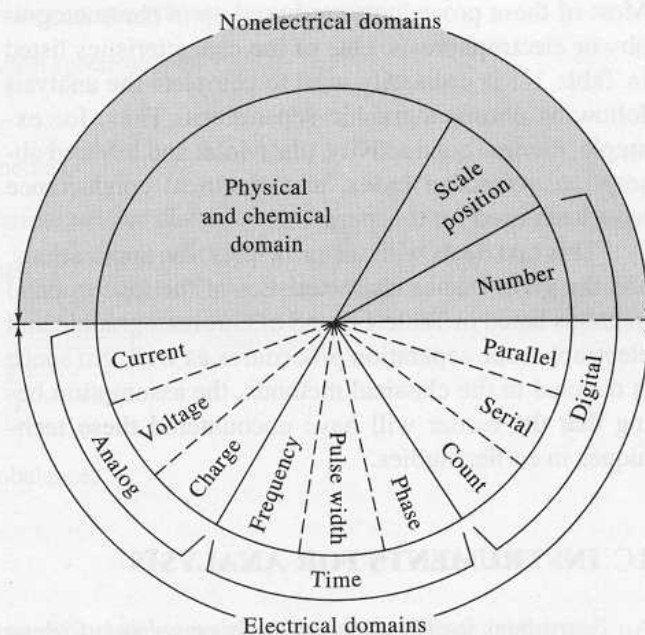 Nonelectrical domains
Physical
and chemical
domain
Scale
position
Number
Parallel
Serial
Count
Digital
Current
Voltage
Charge
Analog
Frequency
Pulse width
Phase
Time
Electrical domains